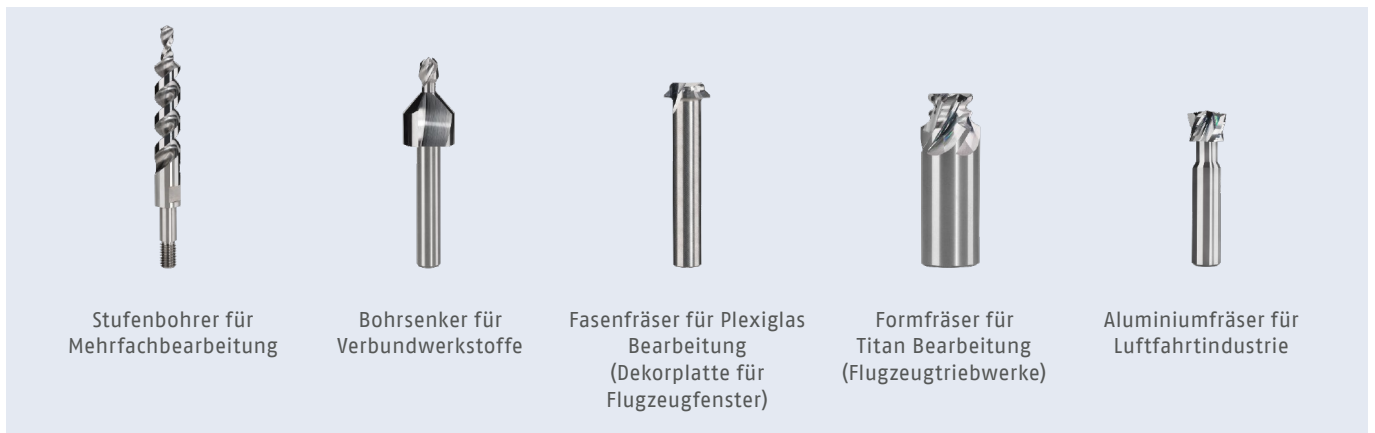 Stufenbohrer für
Mehrfachbearbeitung
Bohrsenker für
Verbundwerkstoffe
Fasenfräser für Plexiglas
Bearbeitung
(Dekorplatte für
Flugzeugfenster)
Formfräser für
Titan Bearbeitung
(Flugzeugtriebwerke)
Aluminiumfräser für
Luftfahrtindustrie